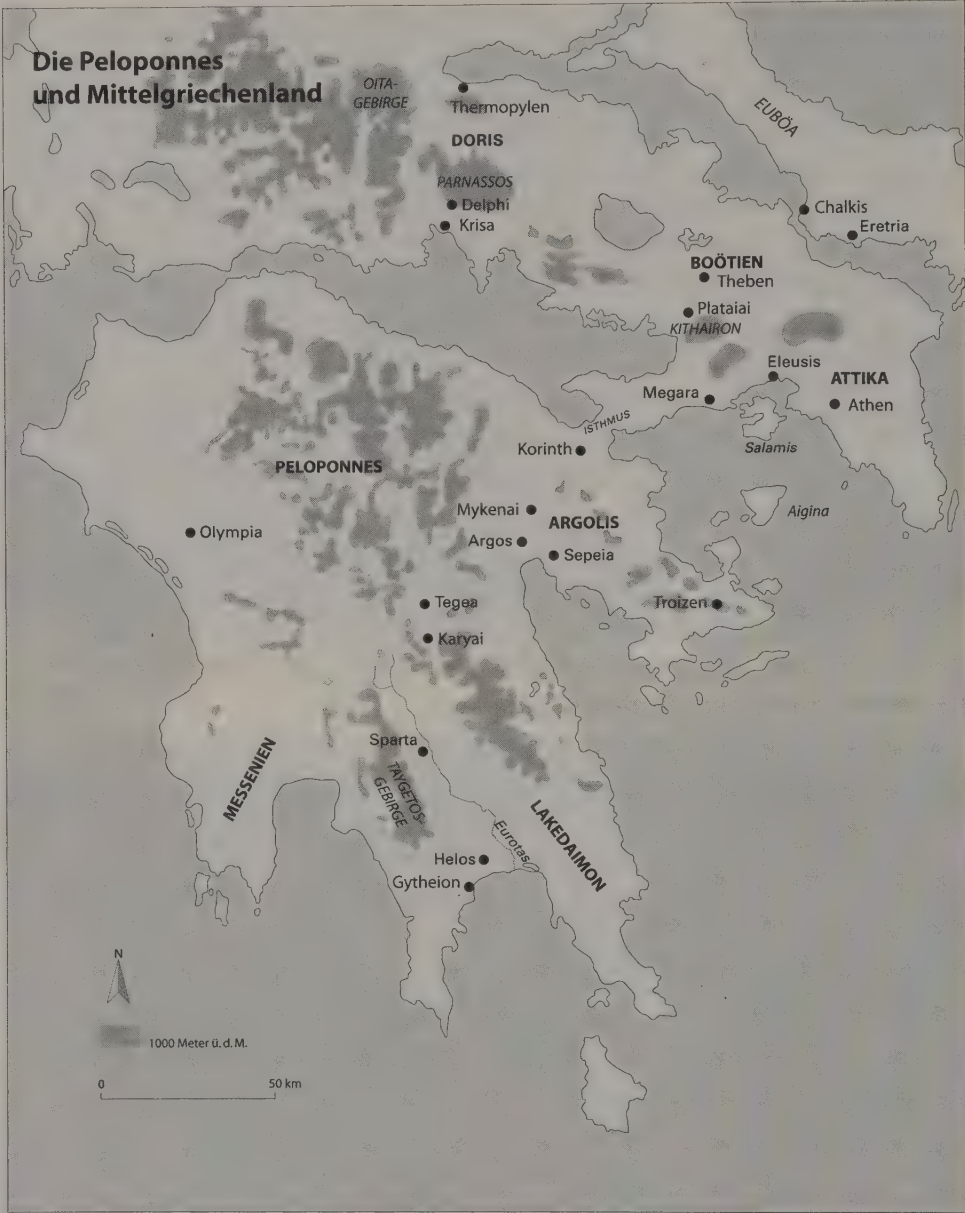 Die Peloponnes
und Mittelgriechenland
OITA-
GEBIRGE
Thermopylen
EUBÖA
DORIS
PARNASSOS
Delphi
Krisa
Chalkis
Eretria
BOÖTIEN
Theben
Plataiai
KITHAIRON
Eleusis
ATTIKA
Megara
Athen
ISTHMUS
Korinth
Salamis
PELOPONNES
Mykenai
ARGOLIS
Aigina
Olympia
Argos
Sepeia
Tegea
Troizen
Karyai
Sparta
MESSENIEN
TAYGETOS-
GEBIRGE
LAKEDAIMON
Eurotas
Helos
Gytheion
N
1000 Meter ü. d. M.
0 50 km